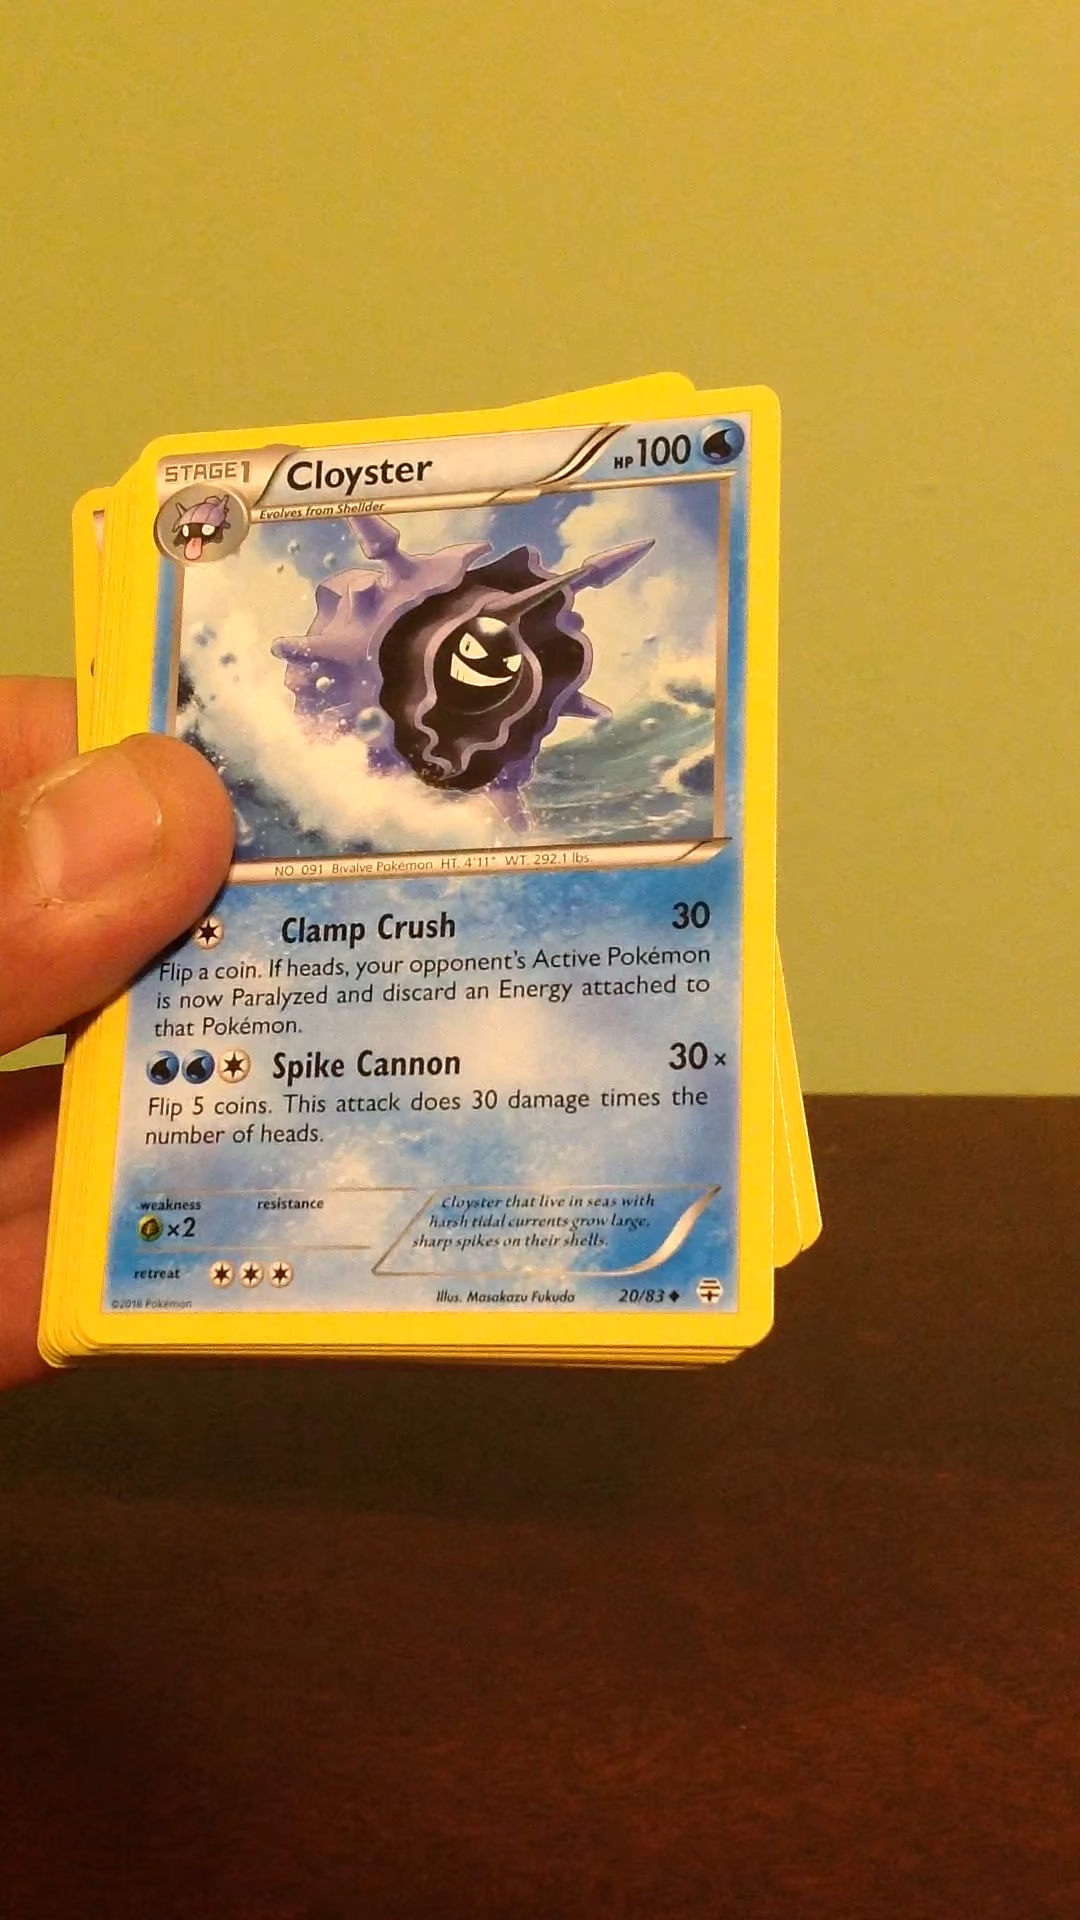 STAGE1 Cloyster HP100
Evolves from Shellder
NO. 091 Bivalve Pokémon HT. 4'11" WT. 292.1 lbs.
Clamp Crush 30
Flip a coin. If heads, your opponent's Active Pokémon
is now Paralyzed and discard an Energy attached to
that Pokémon.
Spike Cannon 30×
Flip 5 coins. This attack does 30 damage times the
number of heads.
weakness resistance
×2
retreat
Cloyster that live in seas with
harsh tidal currents grow large,
sharp spikes on their shells.
©2016 Pokémon Illus. Masakazu Fukuda 20/83